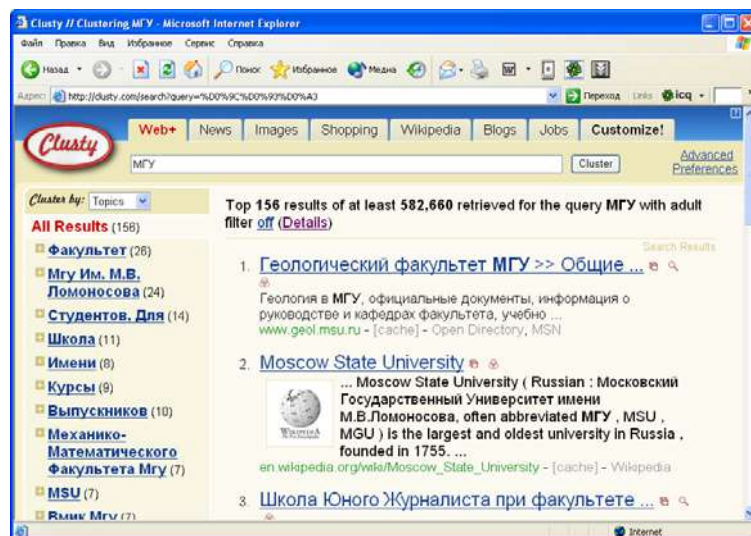 Clusty // Clustering МГУ - Microsoft Internet Explorer
Файл Правка Вид Избранное Сервис Справка
Назад Поиск Избранное Медиа
Адрес: http://clusty.com/search?query=%D0%9C%D0%93%D0%A3 Переход Links icq
Clusty
Web+ News Images Shopping Wikipedia Blogs Jobs Customize!
МГУ Cluster Advanced
Preferences
Cluster by: Topics
All Results (156)
Факультет (26)
Мгу Им. М.В.
Ломоносова (24)
Студентов, Для (14)
Школа (11)
Имени (8)
Курсы (9)
Выпускников (10)
Механико-
Математического
Факультета Мгу (7)
MSU (7)
Вмик Мгу (7)
Top 156 results of at least 582,660 retrieved for the query МГУ with adult
filter off (Details)
Search Results
1. Геологический факультет МГУ >> Общие ...
Геология в МГУ, официальные документы, информация о
руководстве и кафедрах факультета, учебно ...
www.geol.msu.ru - [cache] - Open Directory, MSN
2. Moscow State University
... Moscow State University ( Russian : Московский
Государственный Университет имени
М.В.Ломоносова, often abbreviated МГУ , MSU ,
MGU ) is the largest and oldest university in Russia ,
founded in 1755. ...
WIKIPEDIA
en.wikipedia.org/wiki/Moscow_State_University - [cache] - Wikipedia
3. Школа Юного Журналиста при факультете ...
Internet